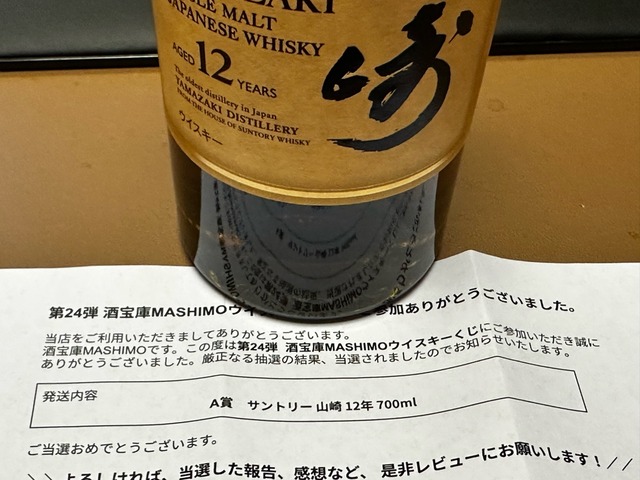 SINGLE MALT
JAPANESE WHISKY
AGED 12 YEARS
The oldest distillery in Japan
YAMAZAKI DISTILLERY
FROM THE HOUSE OF SUNTORY WHISKY
ウイスキー
崎
第24弾 酒宝庫MASHIMOウイ 参加ありがとうございました。
当店をご利用いただきましてありがとうございます。
酒宝庫MASHIMOです。この度は第24弾 酒宝庫MASHIMOウイスキーくじにご参加いただき誠に
ありがとうございました。厳正なる抽選の結果、当選されましたのでお知らせいたします。
発送内容
A賞 サントリー 山崎 12年 700ml
ご当選おめでとうございます。
\\ よろしければ、当選した報告、感想など、是非レビューにお願いします！//